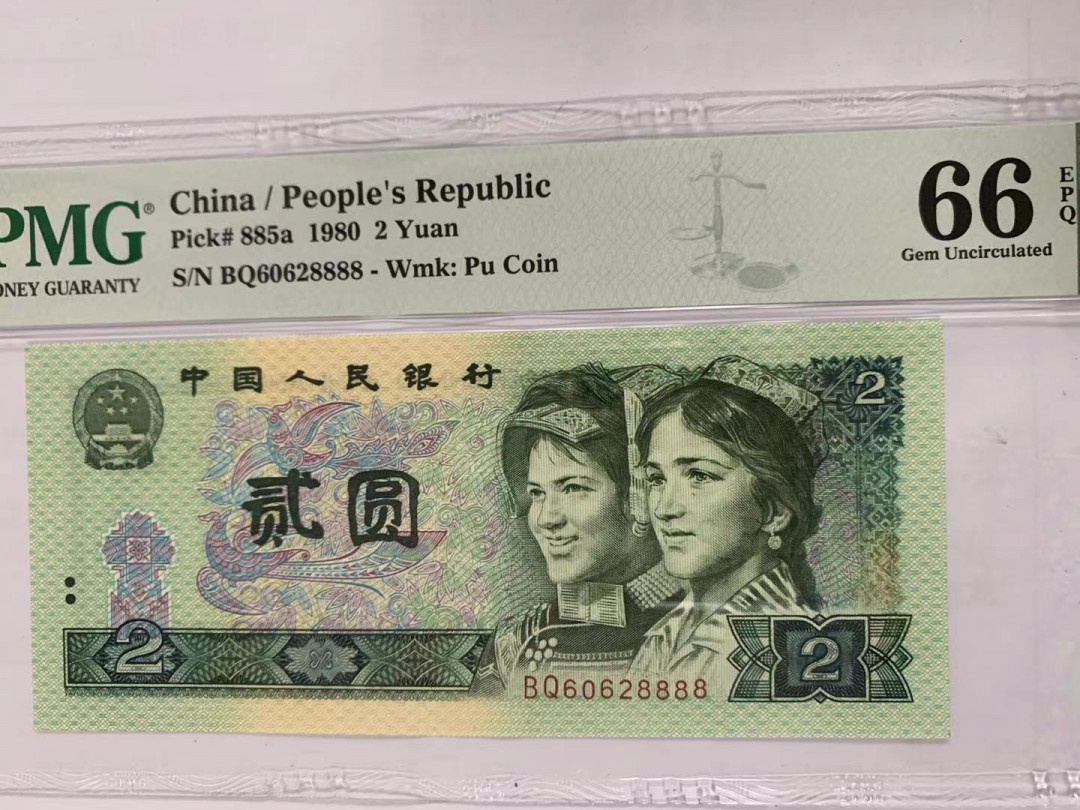 PMG®
ONEY GUARANTY
China / People's Republic
Pick# 885a 1980 2 Yuan
S/N BQ60628888 - Wmk: Pu Coin
66
EPQ
Gem Uncirculated
中国人民银行
2
贰圆
2
2
BQ60628888